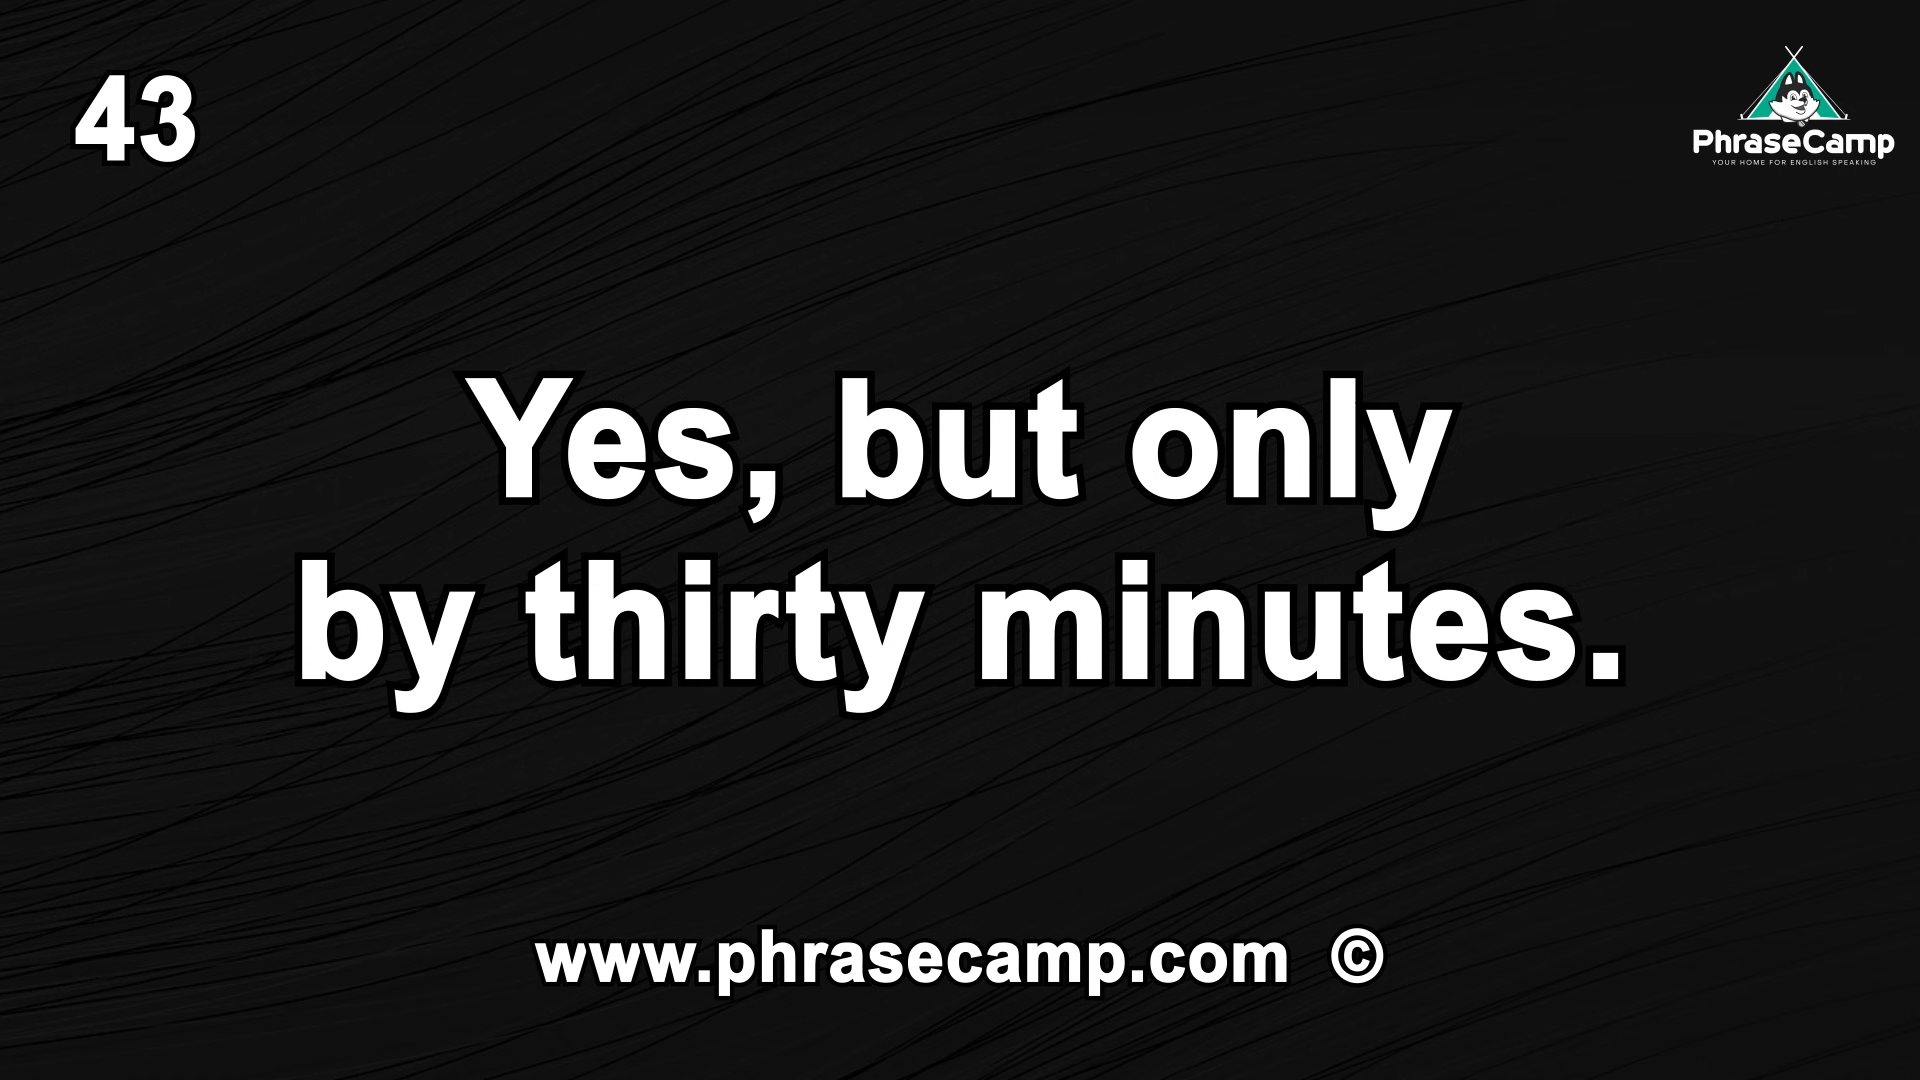 43
PhraseCamp
YOUR HOME FOR ENGLISH SPEAKING
Yes, but only
by thirty minutes.
www.phrasecamp.com ©